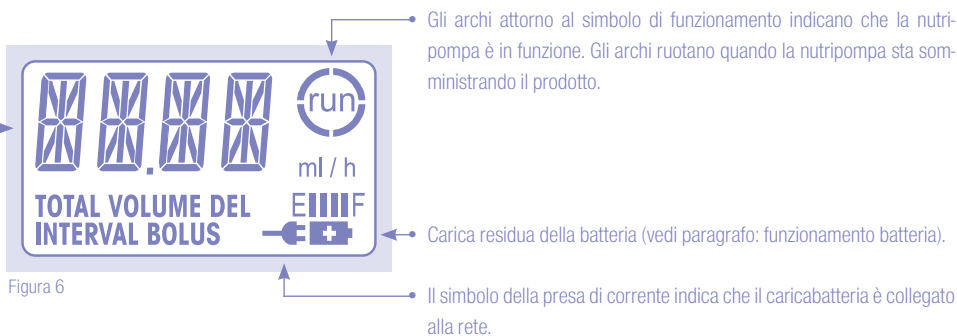 Gli archi attorno al simbolo di funzionamento indicano che la nutri-
pompa è in funzione. Gli archi ruotano quando la nutripompa sta som-
ministrando il prodotto.
run
ml / h
TOTAL VOLUME DEL
E F
INTERVAL BOLUS
Carica residua della batteria (vedi paragrafo: funzionamento batteria).
Figura 6
Il simbolo della presa di corrente indica che il caricabatteria è collegato
alla rete.